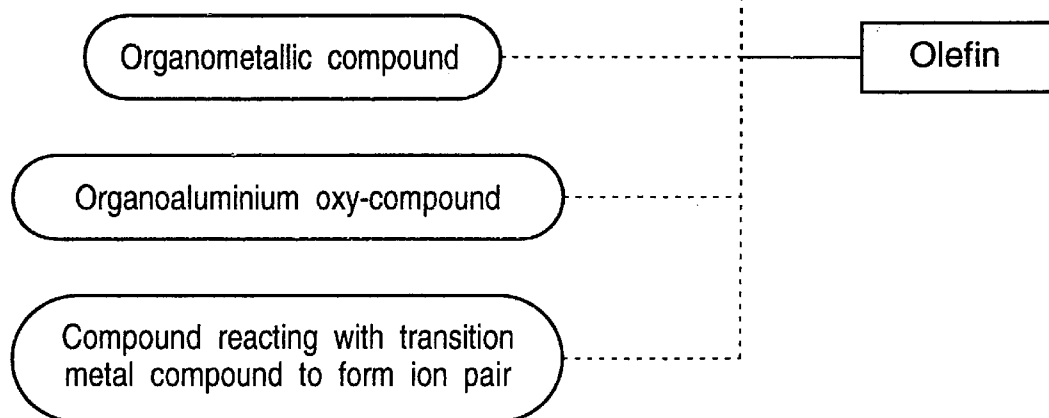 Organometallic compound
Olefin
Organoaluminium oxy-compound
Compound reacting with transition
metal compound to form ion pair